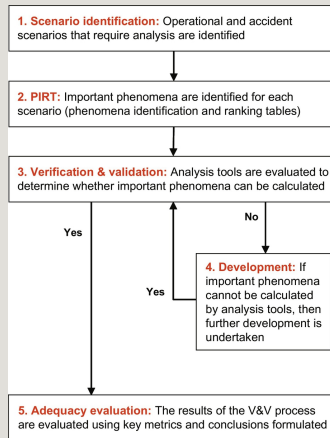 1. Scenario identification: Operational and accident
scenarios that require analysis are identified
2. PIRT: Important phenomena are identified for each
scenario (phenomena identification and ranking tables)
3. Verification & validation: Analysis tools are evaluated to
determine whether important phenomena can be calculated
No
Yes
4. Development: If
important phenomena
cannot be calculated
by analysis tools, then
further development is
undertaken
Yes
5. Adequacy evaluation: The results of the V&V process
are evaluated using key metrics and conclusions formulated